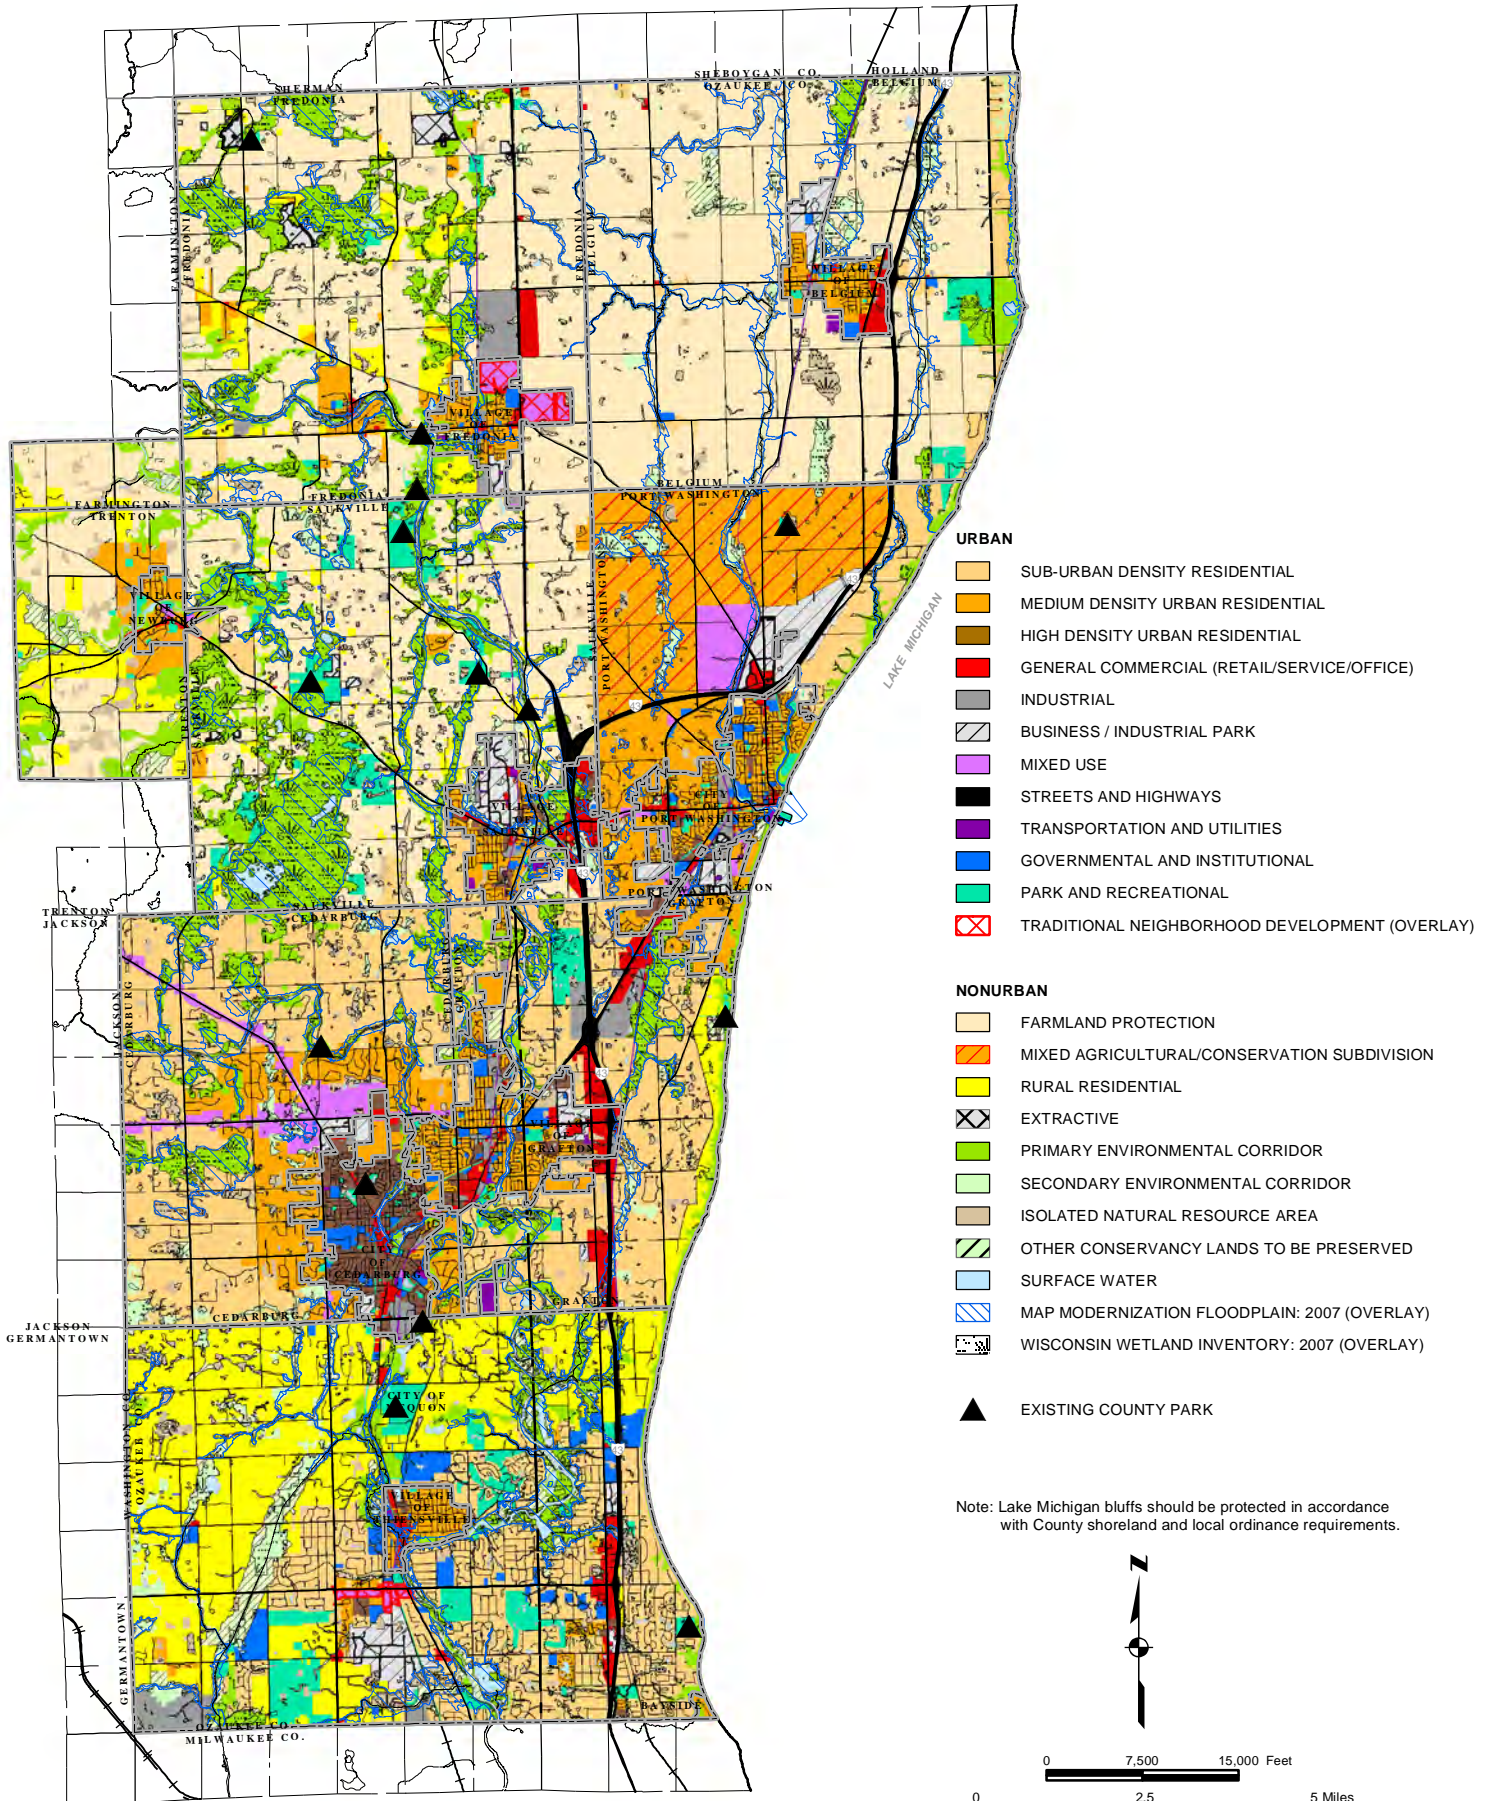 SHEBOYGAN CO.
OZAUKEE CO.
HOLLAND
BELGIUM
43
SHERMAN
FREDONIA
FARMINGTON
FREDONIA
FREDONIA
BELGIUM
VILLAGE
OF
BELGIUM
VILLAGE
OF
FREDONIA
BELGIUM
PORT WASHINGTON
FREDONIA
SAUKVILLE
FARMINGTON
TRENTON
VILLAGE
OF
NEWBURG
TRENTON
SAUKVILLE
SAUKVILLE
PORT WASHINGTON
43
43
LAKE MICHIGAN
VILLAGE
OF
SAUKVILLE
CITY
OF
PORT WASHINGTON
43
PORT WASHINGTON
GRAFTON
SAUKVILLE
CEDARBURG
TRENTON
JACKSON
JACKSON
CEDARBURG
CEDARBURG
GRAFTON
43
VILLAGE
OF
GRAFTON
CITY
OF
CEDARBURG
GRAFTON
CEDARBURG
JACKSON
GERMANTOWN
CITY OF
MEQUON
WASHINGTON CO.
OZAUKEE CO.
43
VILLAGE
OF
THIENSVILLE
GERMANTOWN
BAYSIDE
OZAUKEE CO.
MILWAUKEE CO.
URBAN
SUB-URBAN DENSITY RESIDENTIAL
MEDIUM DENSITY URBAN RESIDENTIAL
HIGH DENSITY URBAN RESIDENTIAL
GENERAL COMMERCIAL (RETAIL/SERVICE/OFFICE)
INDUSTRIAL
BUSINESS / INDUSTRIAL PARK
MIXED USE
STREETS AND HIGHWAYS
TRANSPORTATION AND UTILITIES
GOVERNMENTAL AND INSTITUTIONAL
PARK AND RECREATIONAL
TRADITIONAL NEIGHBORHOOD DEVELOPMENT (OVERLAY)
NONURBAN
FARMLAND PROTECTION
MIXED AGRICULTURAL/CONSERVATION SUBDIVISION
RURAL RESIDENTIAL
EXTRACTIVE
PRIMARY ENVIRONMENTAL CORRIDOR
SECONDARY ENVIRONMENTAL CORRIDOR
ISOLATED NATURAL RESOURCE AREA
OTHER CONSERVANCY LANDS TO BE PRESERVED
SURFACE WATER
MAP MODERNIZATION FLOODPLAIN: 2007 (OVERLAY)
WISCONSIN WETLAND INVENTORY: 2007 (OVERLAY)
EXISTING COUNTY PARK
Note: Lake Michigan bluffs should be protected in accordance
with County shoreland and local ordinance requirements.
N
0 7,500 15,000 Feet
0 2.5 5 Miles